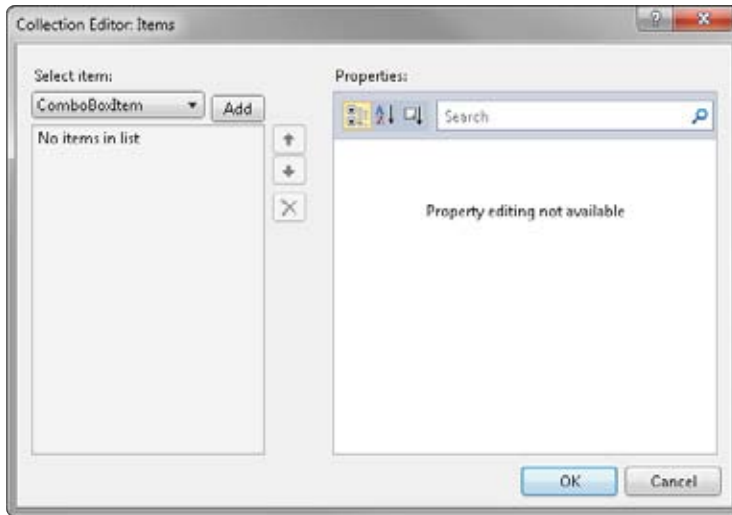 Collection Editor: Items
Select item:
ComboBoxItem
Add
No items in list
Properties:
Search
Property editing not available
OK
Cancel